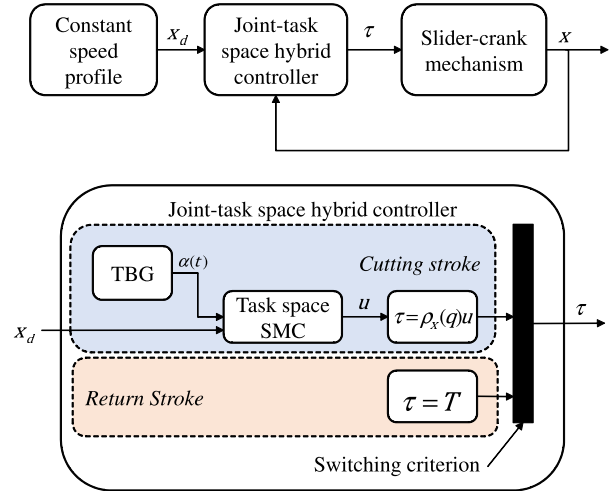 Constant
speed
profile
x_d
Joint-task
space hybrid
controller
τ
Slider-crank
mechanism
x
Joint-task space hybrid controller
TBG
α(t)
Cutting stroke
x_d
Task space
SMC
u
τ=ρ_x(q)u
τ
Return Stroke
τ = T
Switching criterion